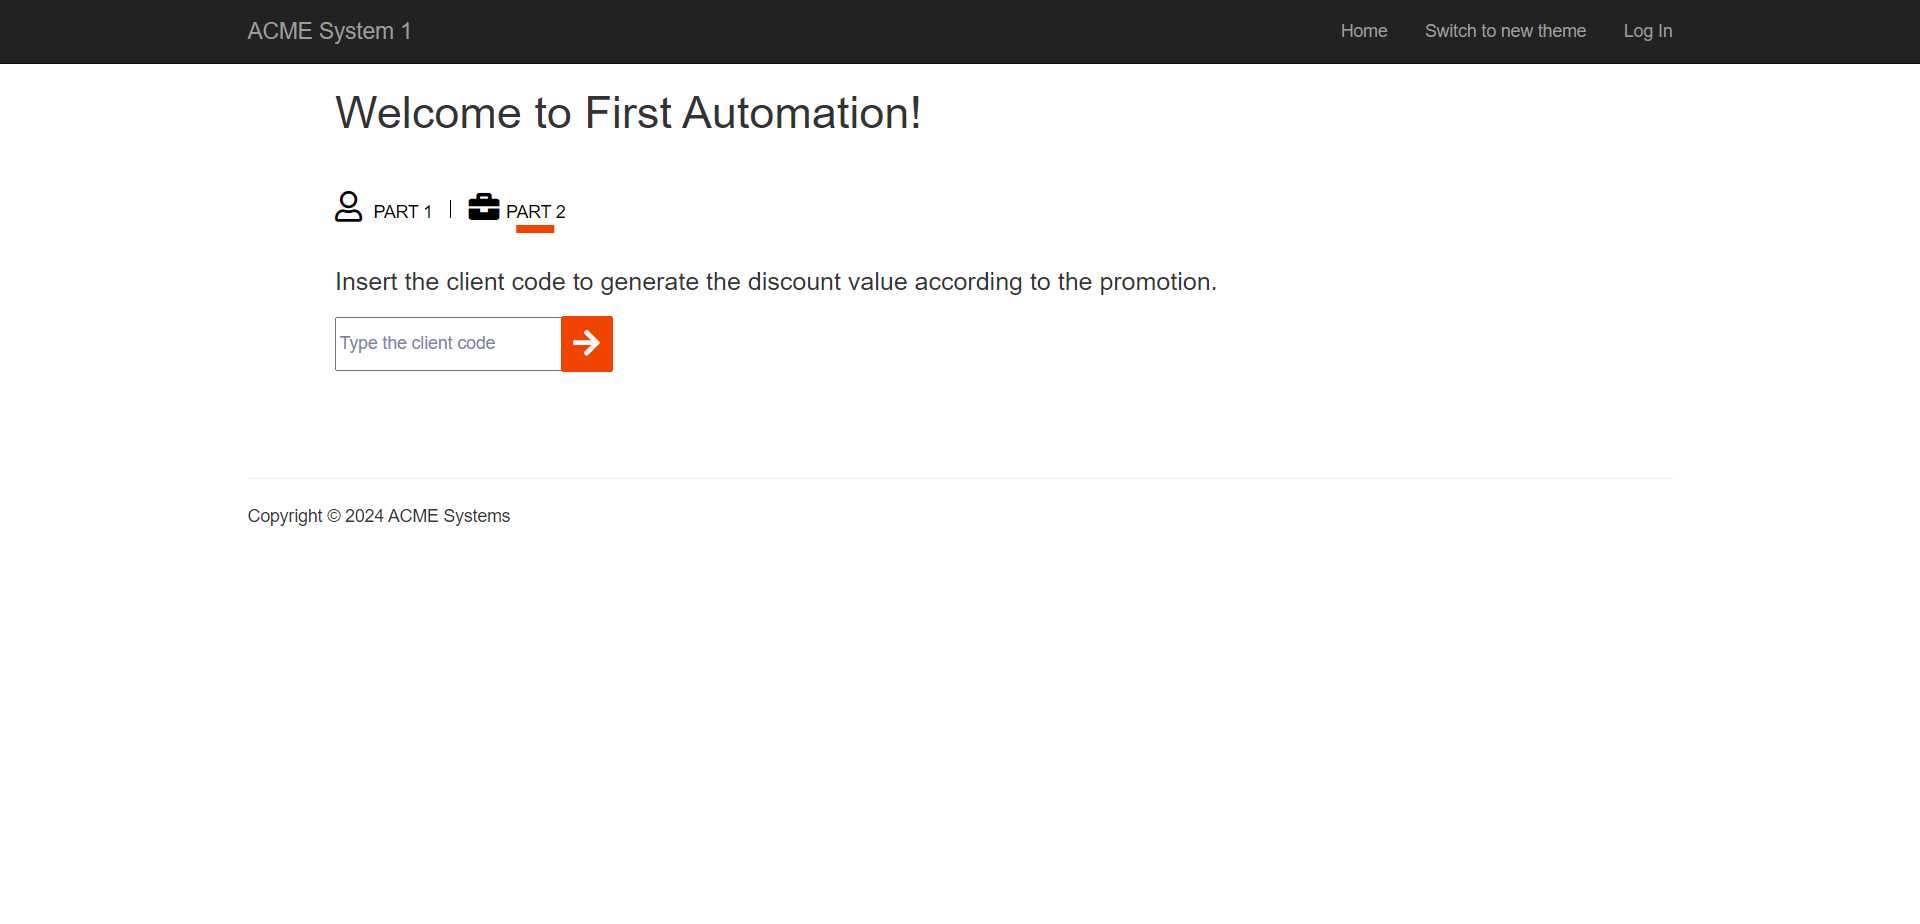 ACME System 1
Home
Switch to new theme
Log In
Welcome to First Automation!
PART 1
PART 2
Insert the client code to generate the discount value according to the promotion.
Type the client code
Copyright © 2024 ACME Systems